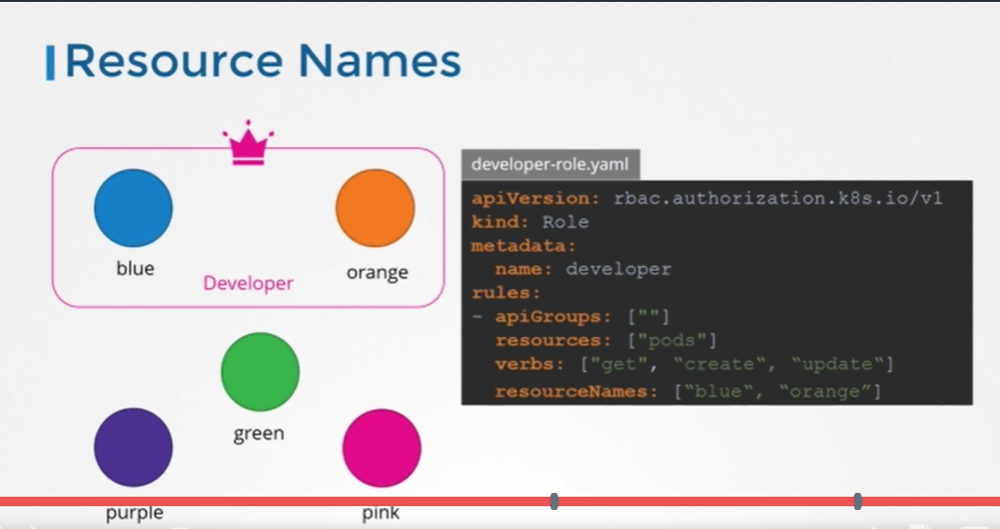 Resource Names
blue
orange
Developer
green
purple
pink
developer-role.yaml
apiVersion: rbac.authorization.k8s.io/v1
kind: Role
metadata:
  name: developer
rules:
- apiGroups: [""]
  resources: ["pods"]
  verbs: ["get", “create“, “update“]
  resourceNames: [“blue“, “orange”]